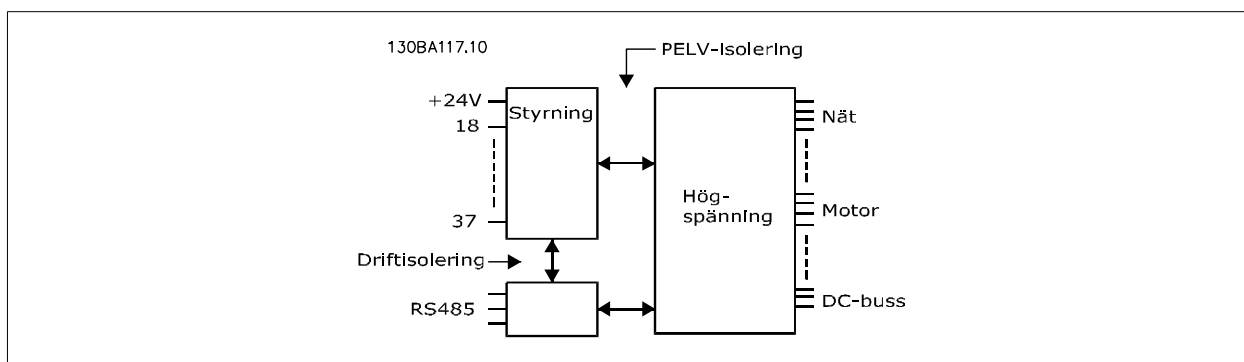 130BA117.10
PELV-isolering
+24V
Styrning
18
37
Nät
Hög-
spänning
Motor
Driftisolering
RS485
DC-buss